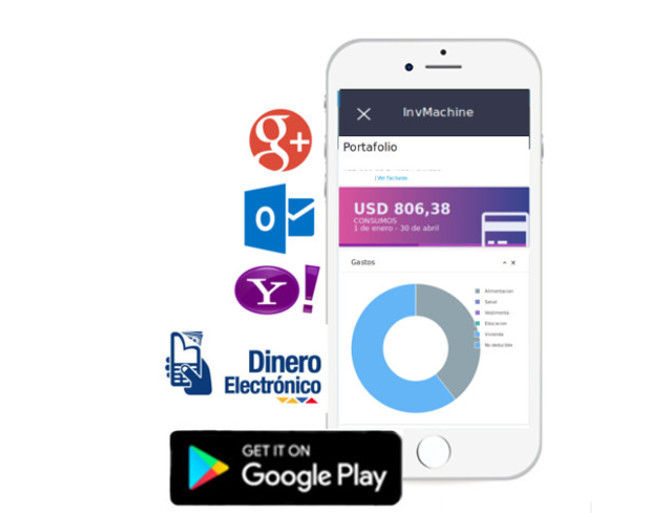 g+
O
Y!
Dinero
Electrónico
GET IT ON
Google Play
InvMachine
Portafolio
(Ver facturas
USD 806,38
CONSUMOS
1 de enero - 30 de abril
Gastos
Alimentacion
Salud
Vestimenta
Educacion
Vivienda
No deducible